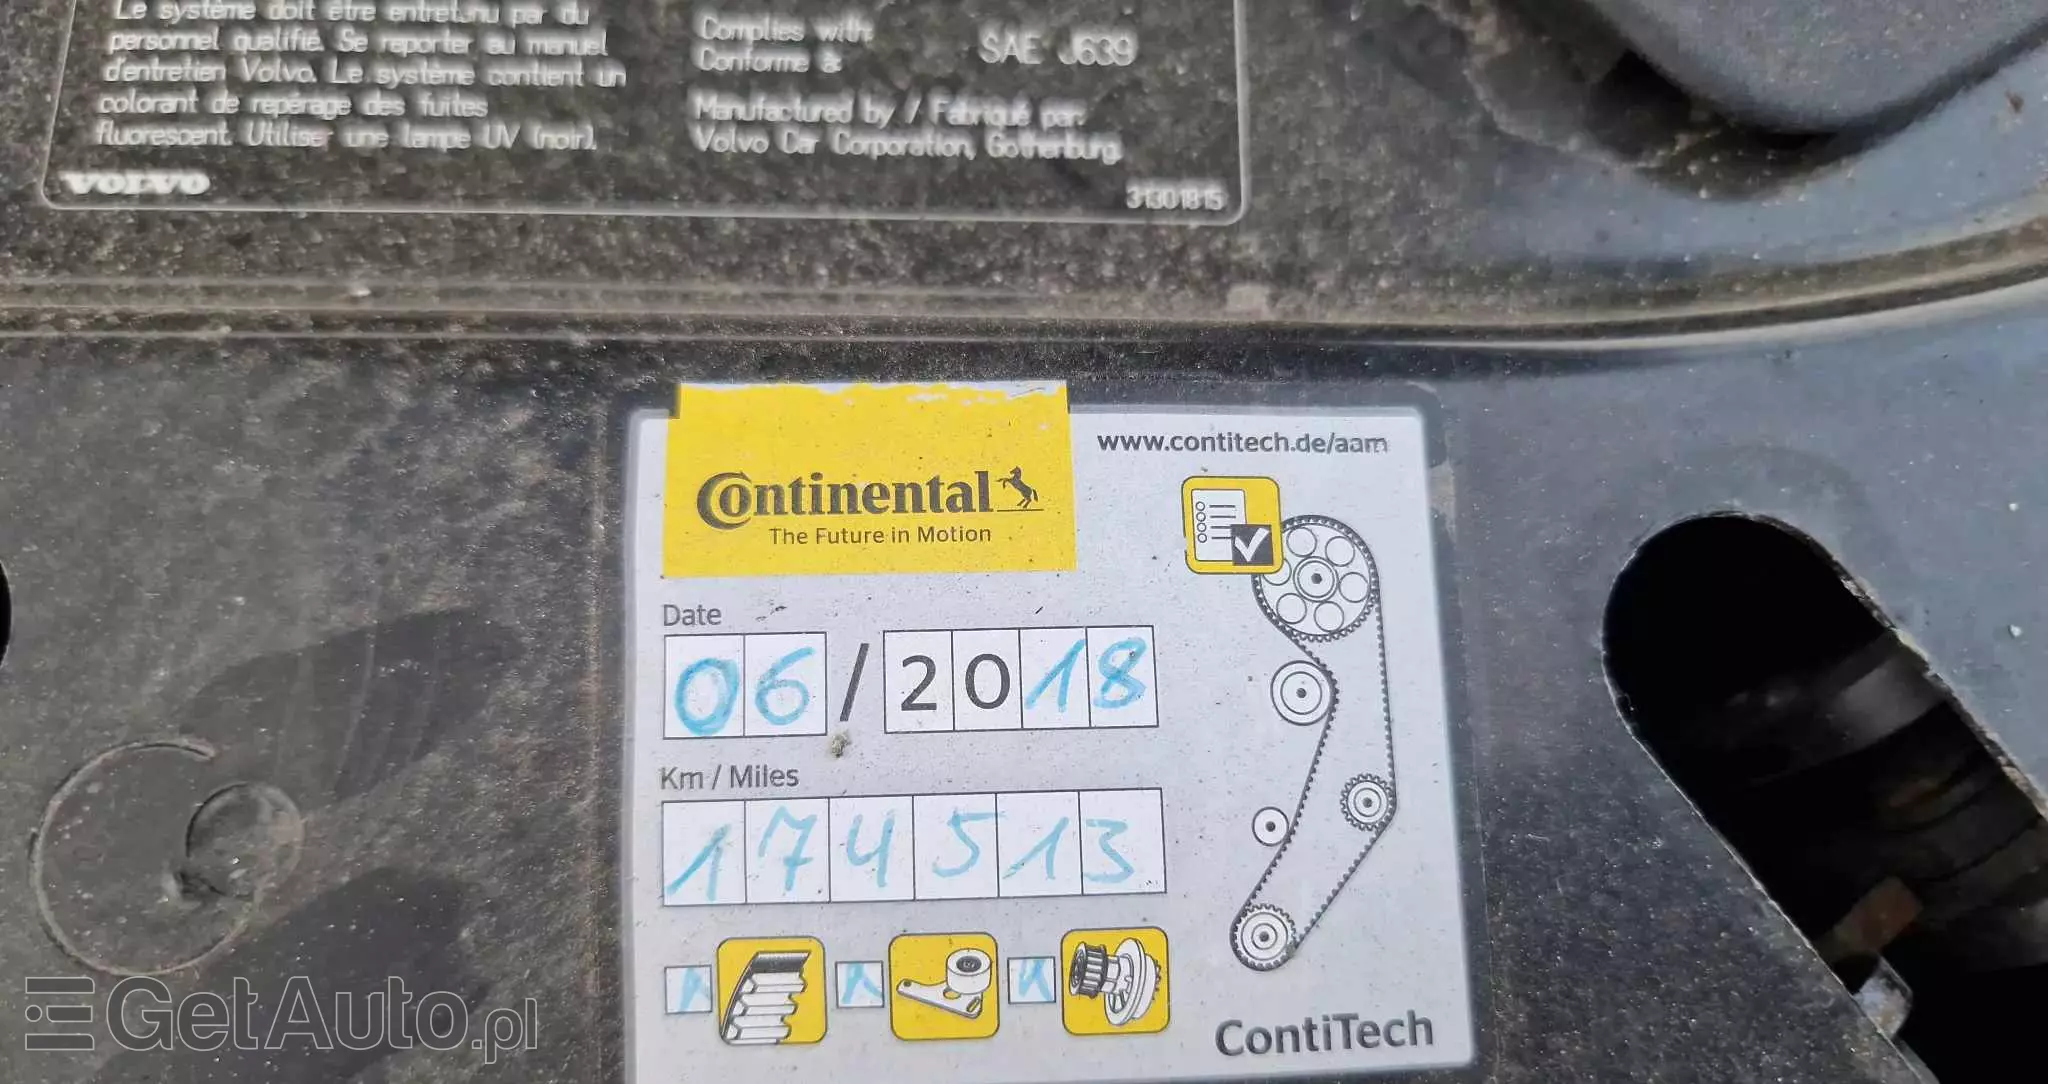 Le système doit être entretenu par du
personnel qualifié. Se reporter au manuel
d'entretien Volvo. Le système contient un
colorant de repérage des fuites
fluorescent. Utiliser une lampe UV (noir).
VOLVO
Complies with:
Conforme à:
SAE J639
Manufactured by / Fabriqué par:
Volvo Car Corporation, Gothenburg.
31301815
Continental
The Future in Motion
www.contitech.de/aam
Date
06/2018
Km / Miles
174513
ContiTech
GetAuto.pl